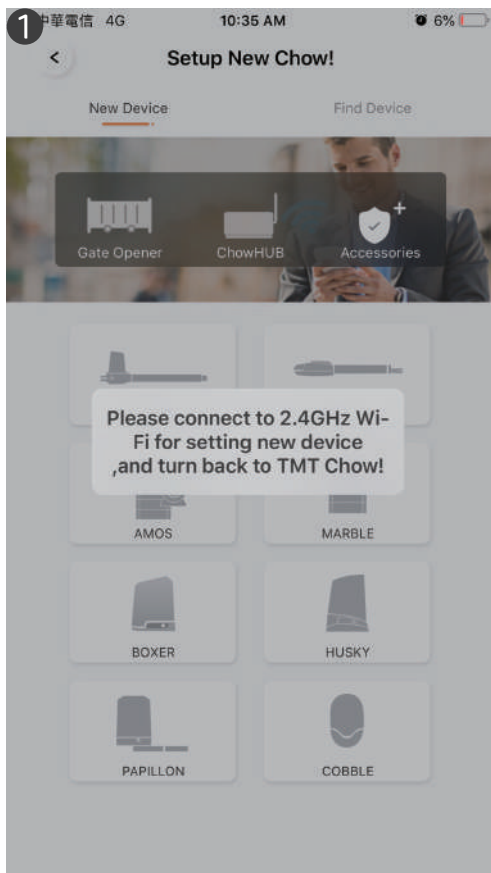 1
中華電信 4G 10:35 AM 6%
Setup New Chow!
New Device Find Device
Gate Opener ChowHUB Accessories
Please connect to 2.4GHz Wi-
Fi for setting new device
,and turn back to TMT Chow!
AMOS MARBLE
BOXER HUSKY
PAPILLON COBBLE